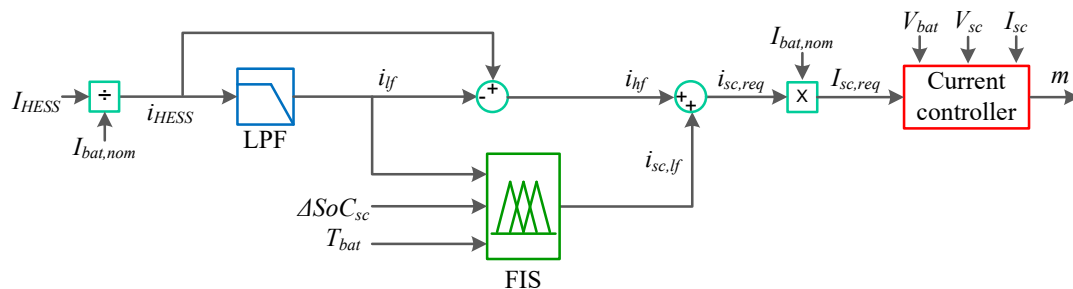 V_bat V_sc I_sc
I_bat,nom
i_lf
i_hf
i_sc,req
I_sc,req
Current
controller
m
I_HESS
÷
i_HESS
- +
+ +
X
LPF
I_bat,nom
i_sc,lf
ΔSoC_sc
T_bat
FIS